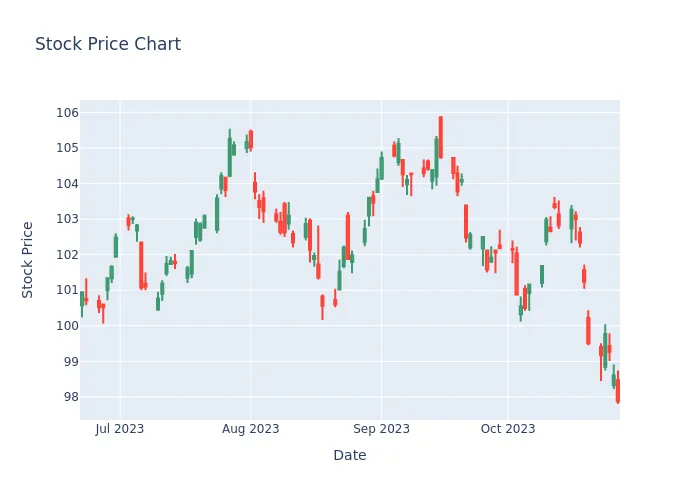 Stock Price Chart
106
105
104
103
102
101
100
99
98
Stock Price
Jul 2023
Aug 2023
Sep 2023
Oct 2023
Date